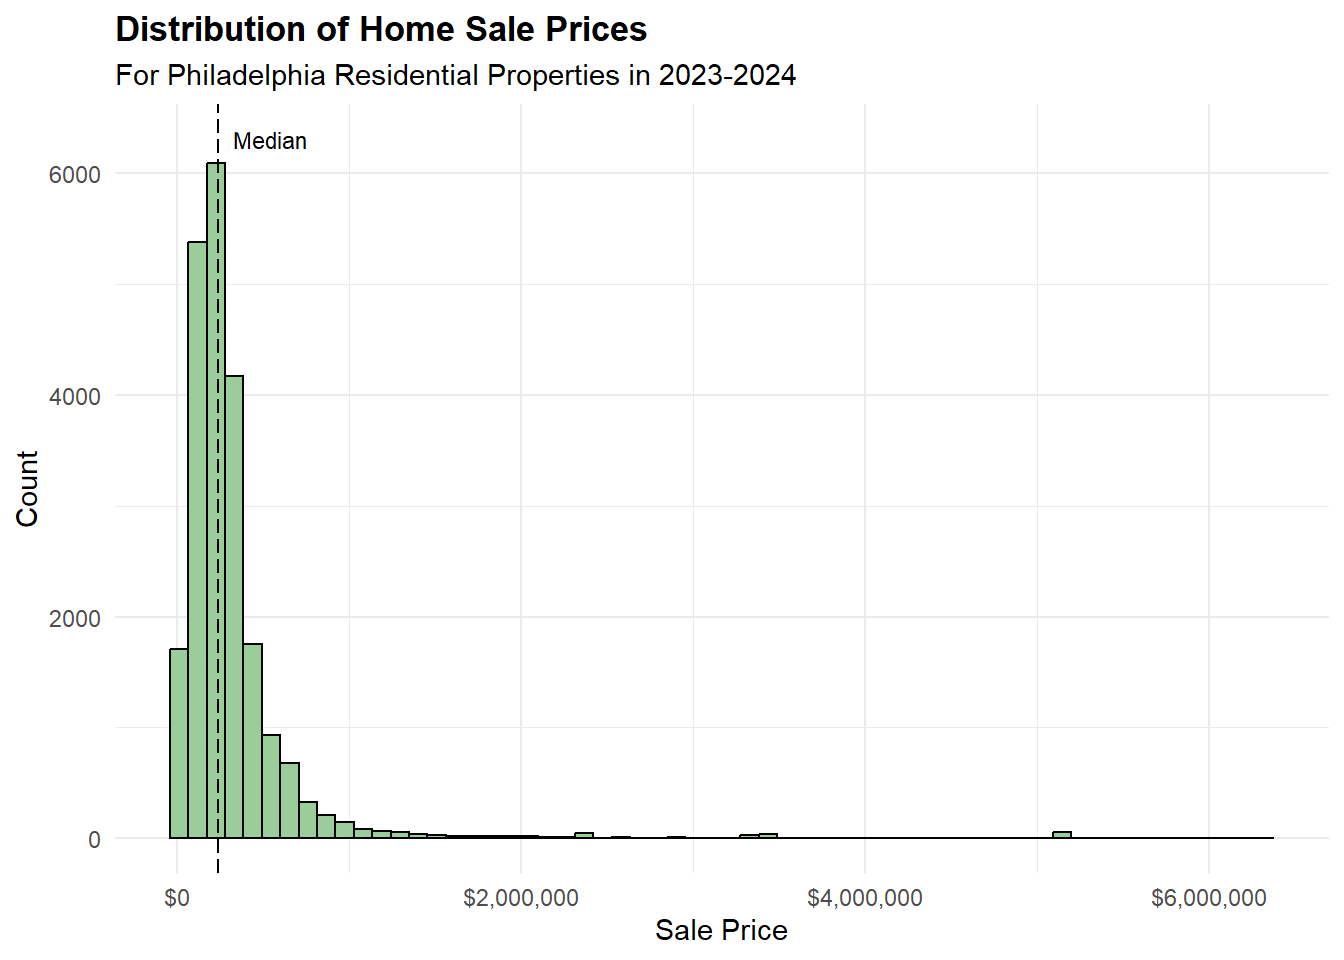 Distribution of Home Sale Prices
For Philadelphia Residential Properties in 2023-2024
Median
6000
4000
2000
0
Count
$0
$2,000,000
$4,000,000
$6,000,000
Sale Price